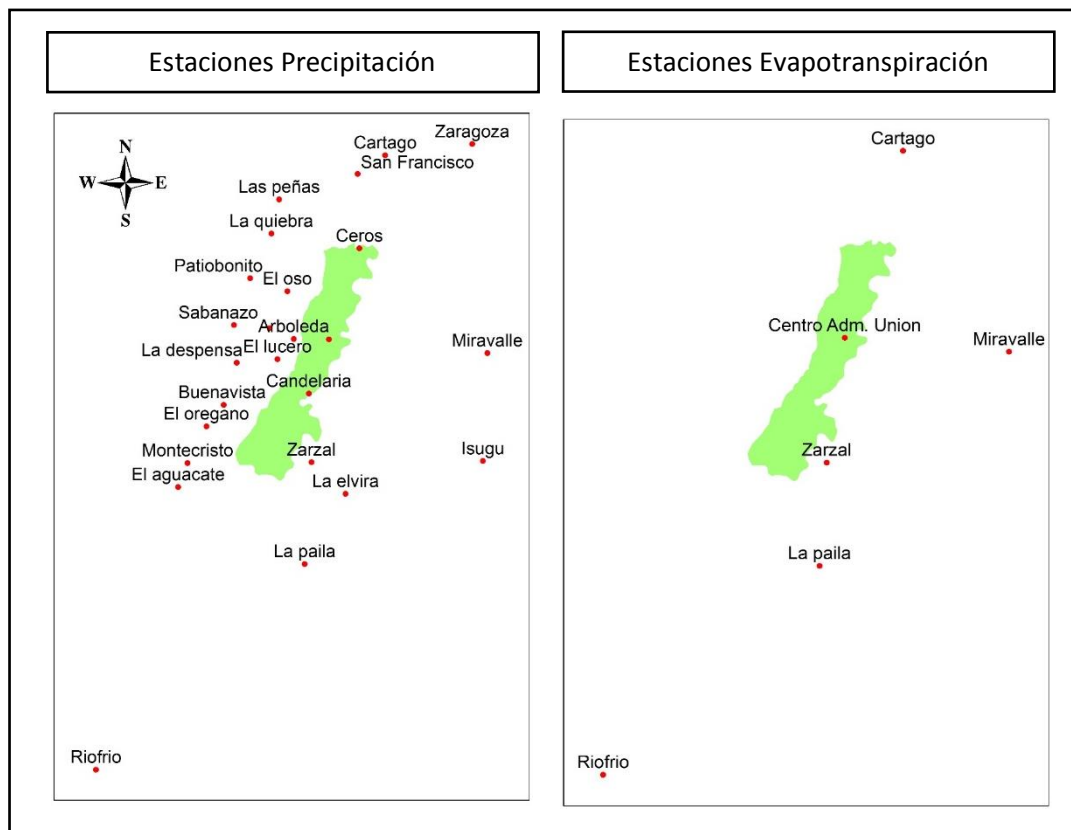 Estaciones Precipitación
Estaciones Evapotranspiración
N
W E
S
Zaragoza
Cartago
San Francisco
Las peñas
La quiebra
Ceros
Patiobonito
El oso
Sabanazo
Arboleda
La despensa
El lucero
Miravalle
Candelaria
Buenavista
El oregano
Montecristo
Zarzal
Isugu
El aguacate
La elvira
La paila
Riofrio
Cartago
Centro Adm. Union
Miravalle
Zarzal
La paila
Riofrio